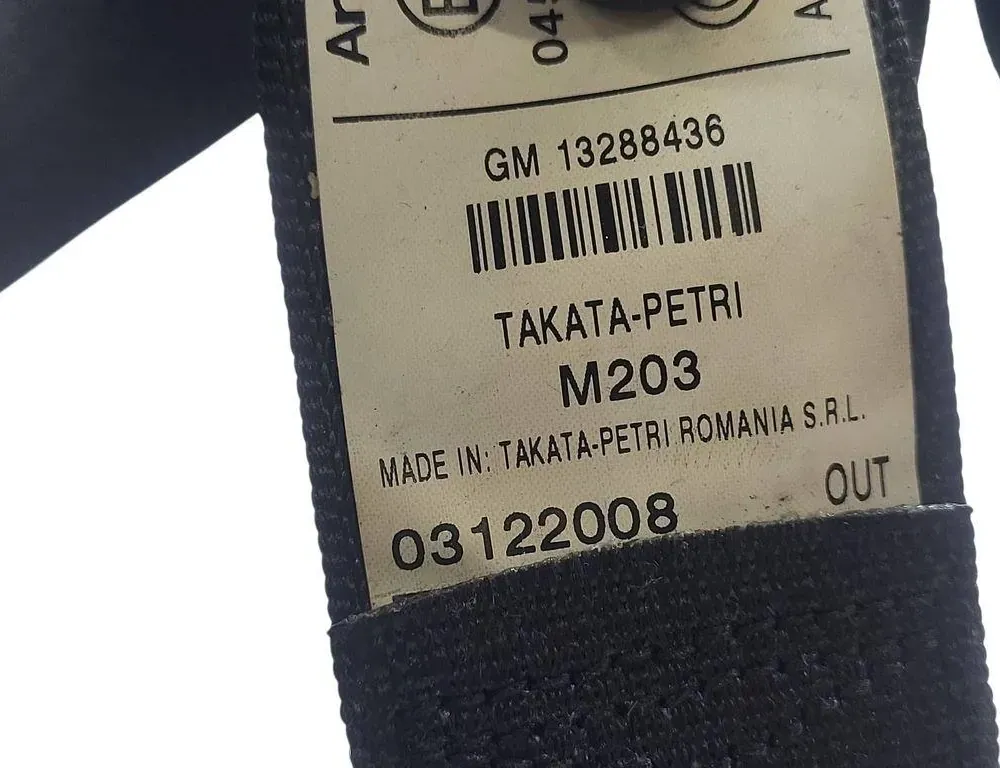 GM 13288436
TAKATA-PETRI
M203
MADE IN: TAKATA-PETRI ROMANIA S.R.L.
OUT
03122008